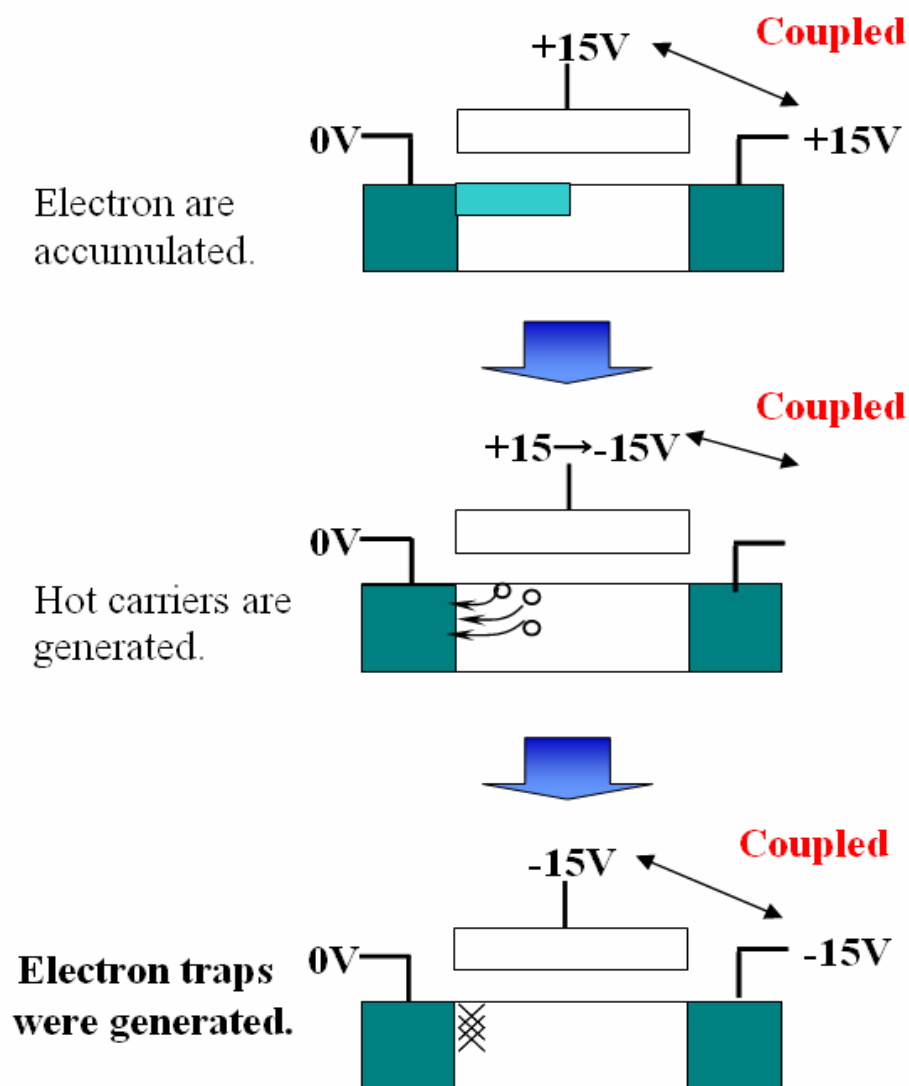 Coupled
+15V
0V
+15V
Electron are
accumulated.
Coupled
+15→-15V
0V
Hot carriers are
generated.
Coupled
-15V
0V
-15V
Electron traps
were generated.